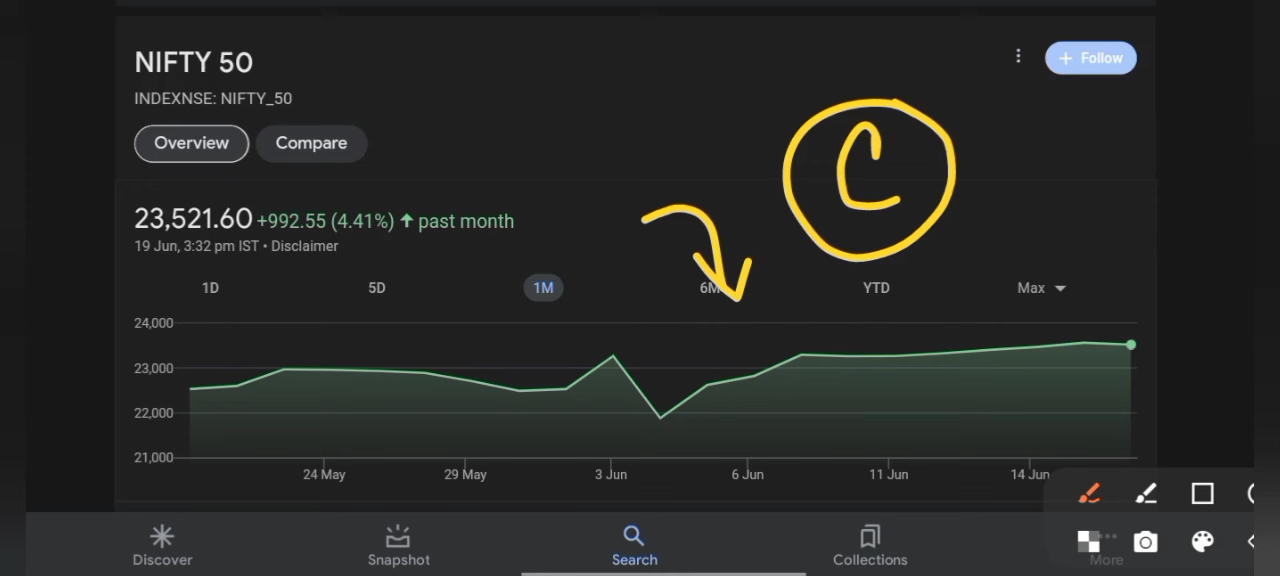 NIFTY 50
+ Follow
INDEXNSE: NIFTY_50
Overview
Compare
C
23,521.60 +992.55 (4.41%) ↑ past month
19 Jun, 3:32 pm IST • Disclaimer
1D 5D 1M 6M YTD Max
24,000
23,000
22,000
21,000
24 May 29 May 3 Jun 6 Jun 11 Jun 14 Jun
Discover Snapshot Search Collections More